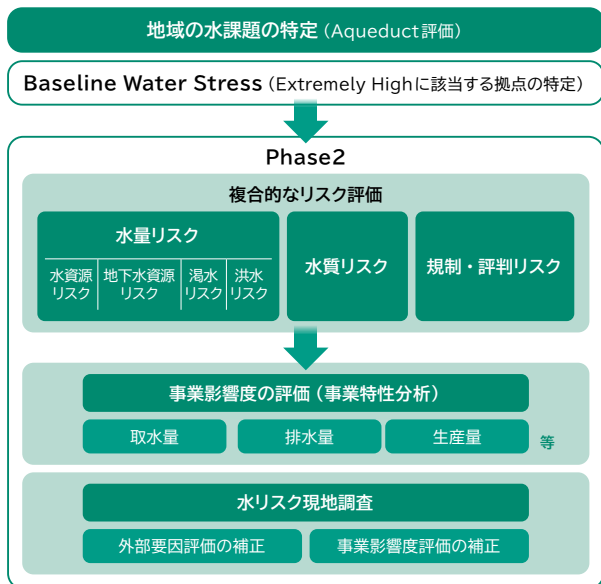 地域の水課題の特定（Aqueduct評価）
Baseline Water Stress（Extremely Highに該当する拠点の特定）
Phase2
複合的なリスク評価
水量リスク
水資源
リスク
地下水資源
リスク
渇水
リスク
洪水
リスク
水質リスク
規制・評判リスク
事業影響度の評価（事業特性分析）
取水量
排水量
生産量
等
水リスク現地調査
外部要因評価の補正
事業影響度評価の補正